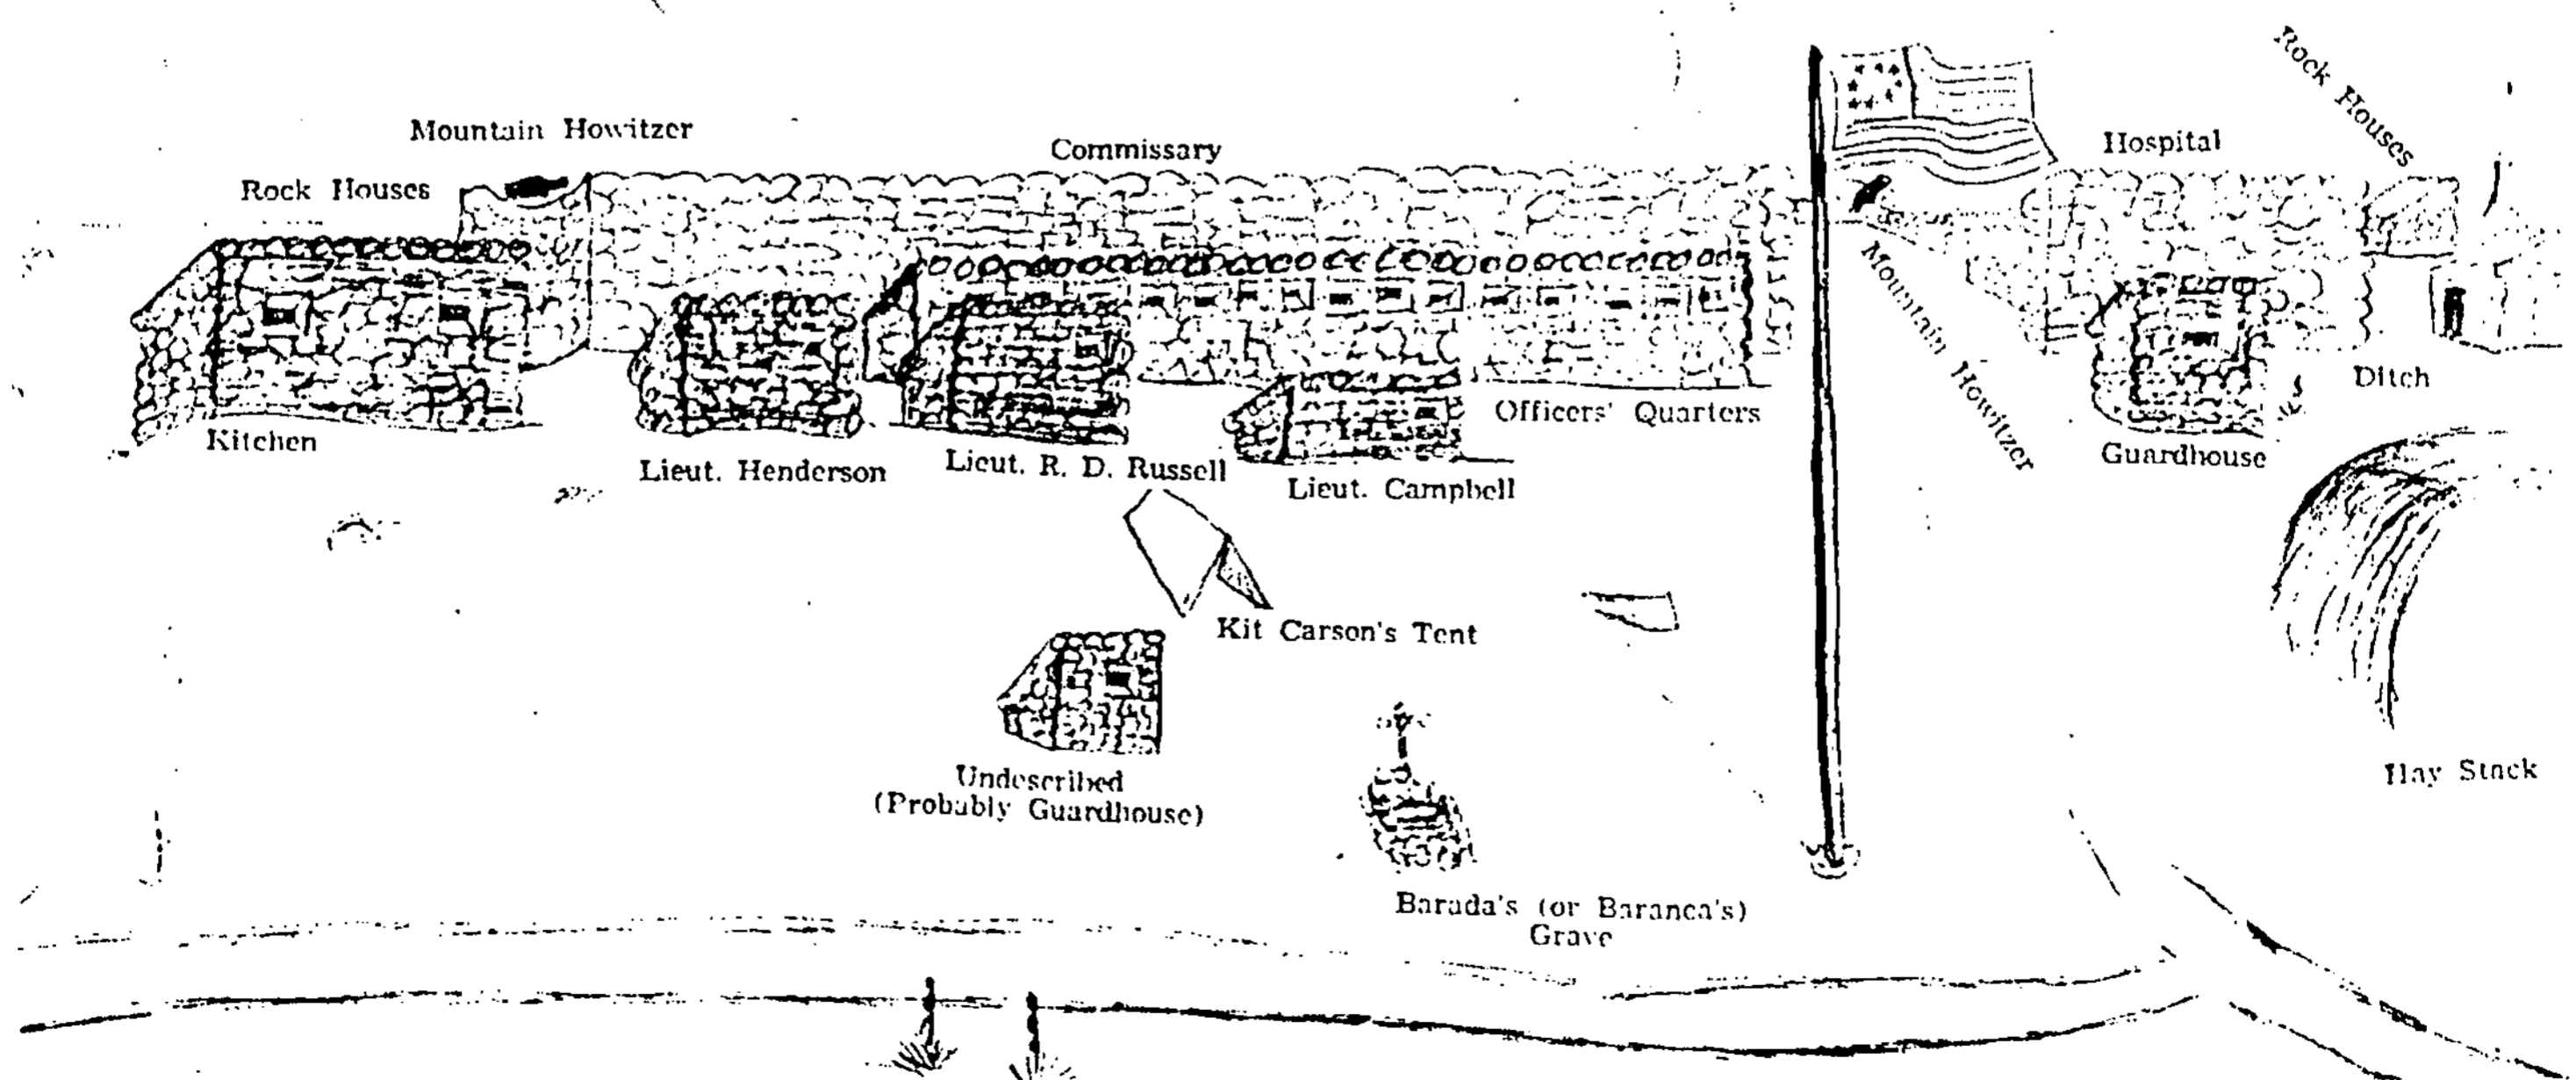 Rock Houses
Mountain Howitzer
Commissary
Hospital
Rock Houses
Mountain Howitzer
Kitchen
Lieut. Henderson
Lieut. R. D. Russell
Lieut. Campbell
Officers' Quarters
Guardhouse
Ditch
Kit Carson's Tent
Undescribed
(Probably Guardhouse)
Hay Stack
Barada's (or Baranca's)
Grave